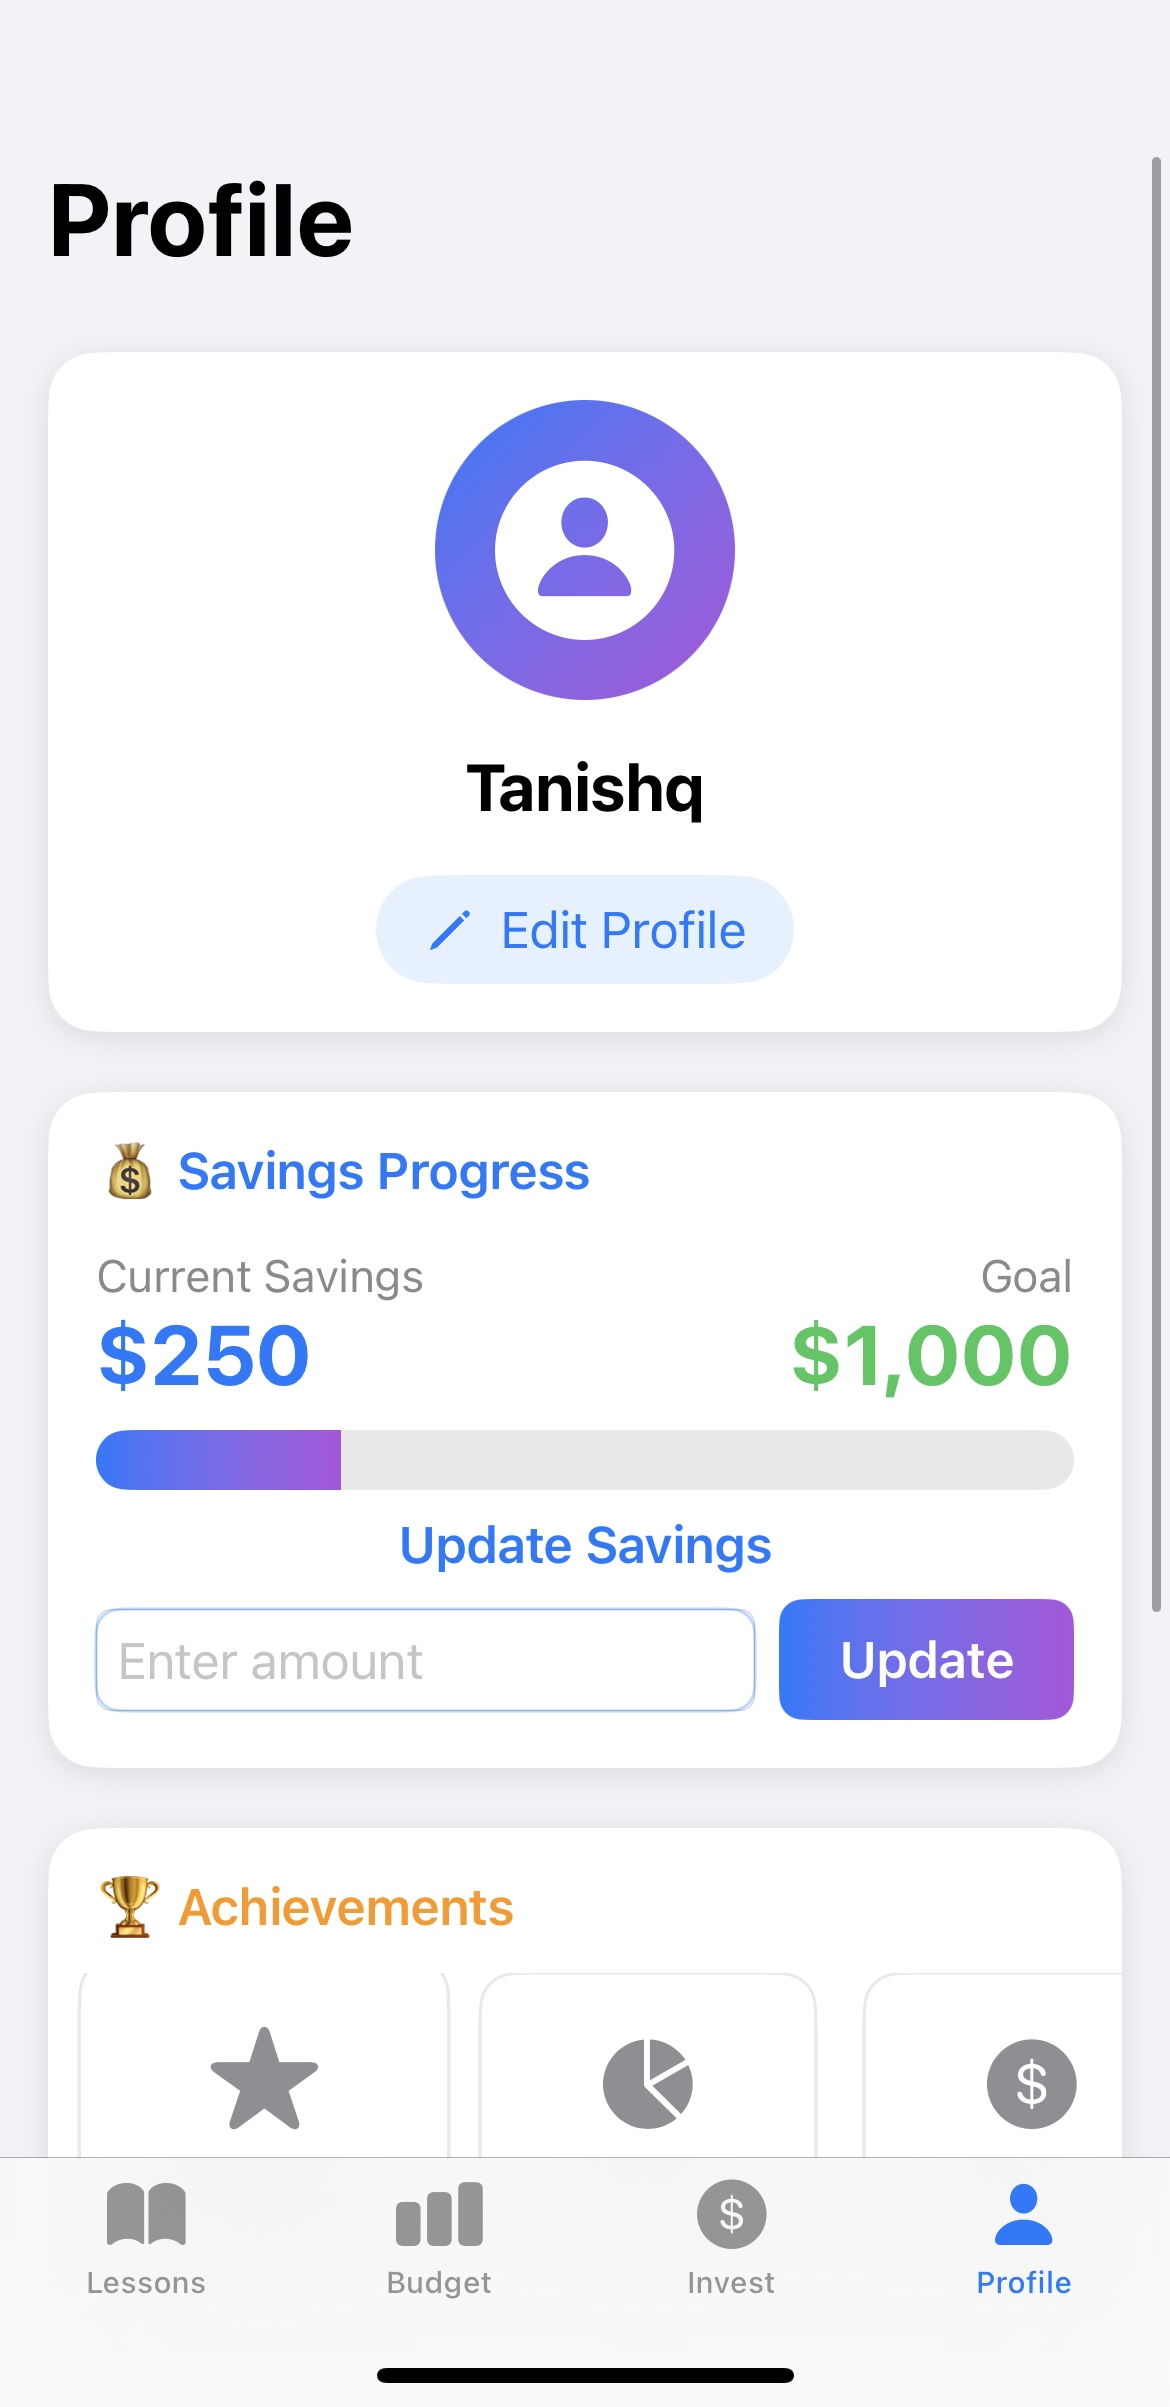 Profile
Tanishq
Edit Profile
💰 Savings Progress
Current Savings Goal
$250 $1,000
Update Savings
Enter amount Update
🏆 Achievements
Lessons Budget Invest Profile